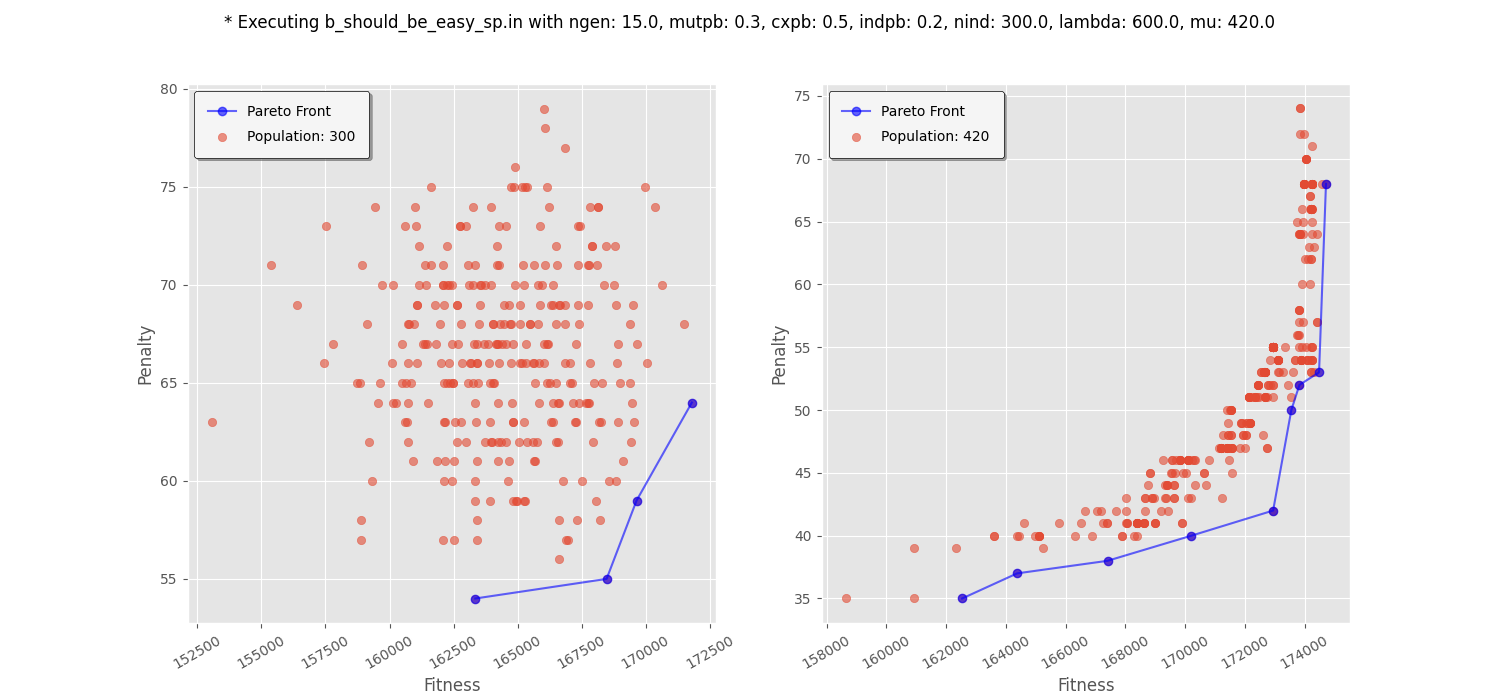 * Executing b_should_be_easy_sp.in with ngen: 15.0, mutpb: 0.3, cxpb: 0.5, indpb: 0.2, nind: 300.0, lambda: 600.0, mu: 420.0
Pareto Front
Population: 300
80
75
70
65
60
55
Penalty
152500 155000 157500 160000 162500 165000 167500 170000 172500
Fitness
Pareto Front
Population: 420
75
70
65
60
55
50
45
40
35
Penalty
158000 160000 162000 164000 166000 168000 170000 172000 174000
Fitness